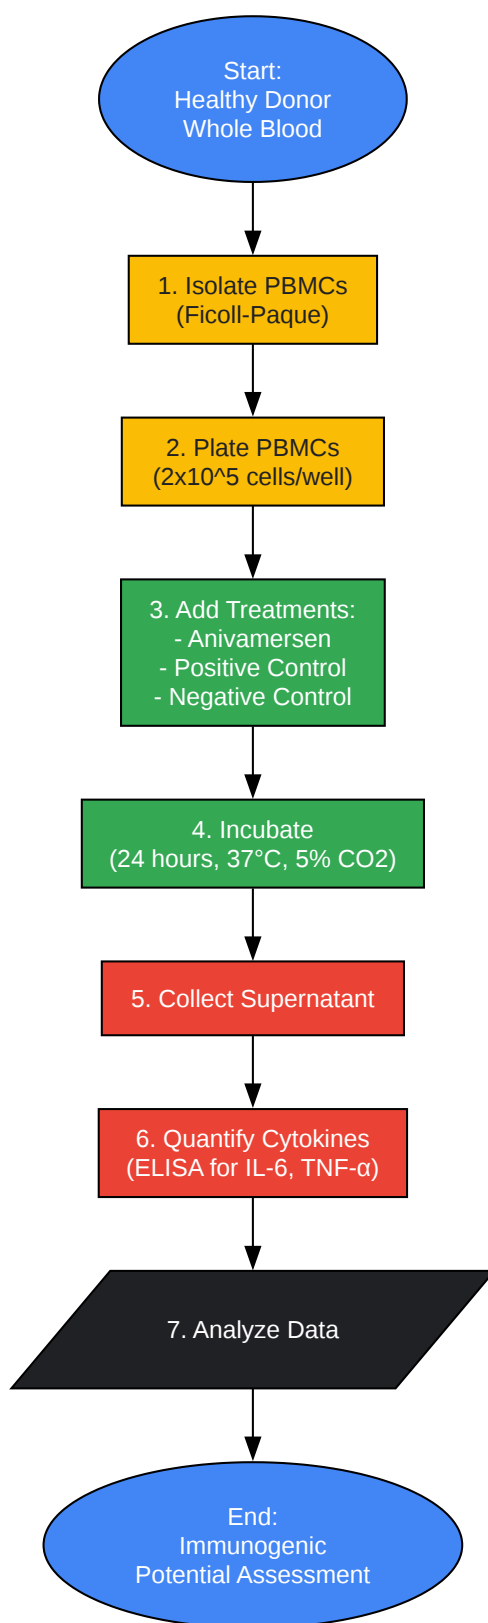 Start:
Healthy Donor
Whole Blood
1. Isolate PBMCs
(Ficoll-Paque)
2. Plate PBMCs
(2x10^5 cells/well)
3. Add Treatments:
- Anivamersen
- Positive Control
- Negative Control
4. Incubate
(24 hours, 37°C, 5% CO2)
5. Collect Supernatant
6. Quantify Cytokines
(ELISA for IL-6, TNF-α)
7. Analyze Data
End:
Immunogenic
Potential Assessment